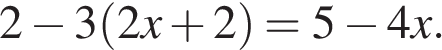 2 − 3(2x + 2) = 5 − 4x.